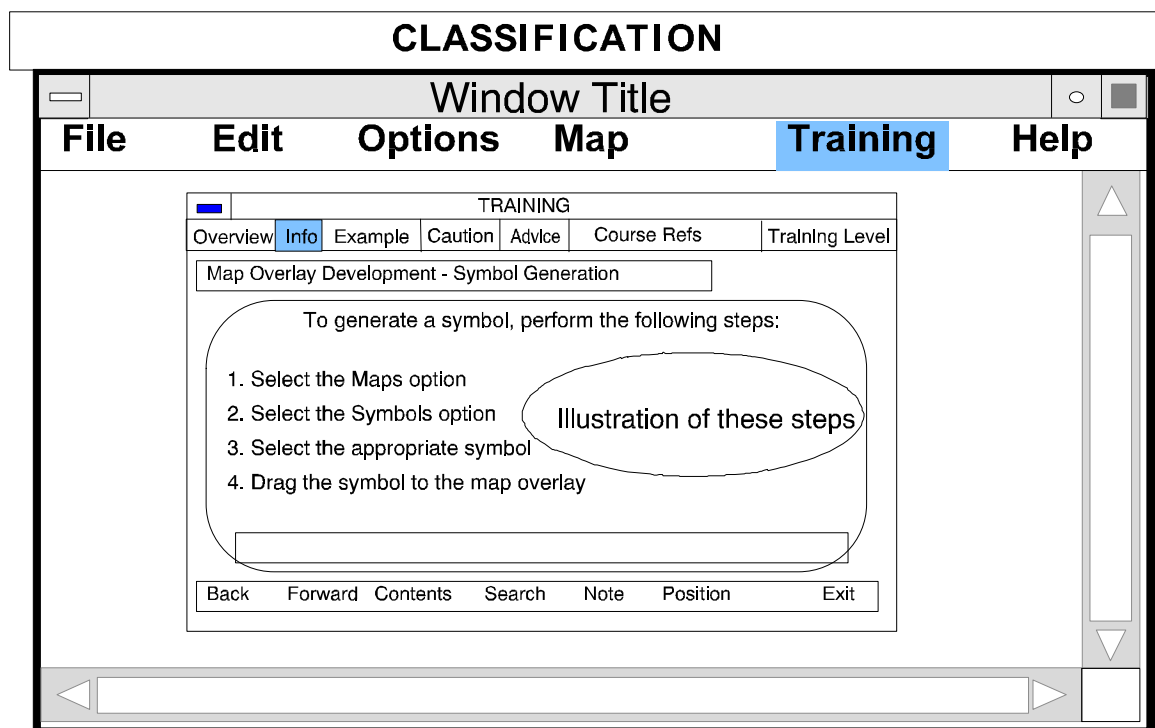 CLASSIFICATION
Window Title
File Edit Options Map Training Help
TRAINING
Overview Info Example Caution Advice Course Refs Training Level
Map Overlay Development - Symbol Generation
To generate a symbol, perform the following steps:
1. Select the Maps option
2. Select the Symbols option
3. Select the appropriate symbol
4. Drag the symbol to the map overlay
Illustration of these steps
Back Forward Contents Search Note Position Exit